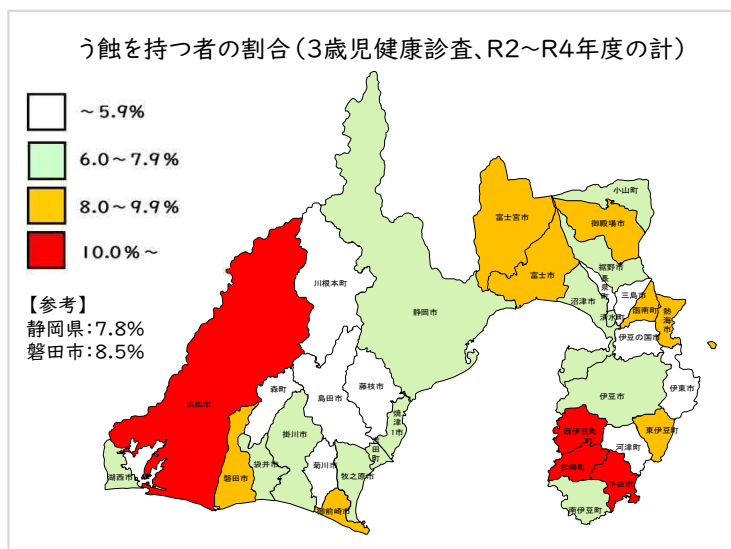 う蝕を持つ者の割合(3歳児健康診査、R2～R4年度の計)
～5.9%
6.0～7.9%
8.0～9.9%
10.0%～
【参考】
静岡県:7.8%
磐田市:8.5%
小山町
富士宮市
御殿場市
裾野市
富士市
長泉町
沼津市
三島市
川根本町
静岡市
清水町
函南町
熱海市
伊豆の国市
森町
藤枝市
島田市
伊豆市
伊東市
浜松市
焼津市
掛川市
西伊豆町
東伊豆町
河津町
菊川市
袋井市
磐田市
湖西市
牧之原市
松崎町
下田市
御前崎市
南伊豆町